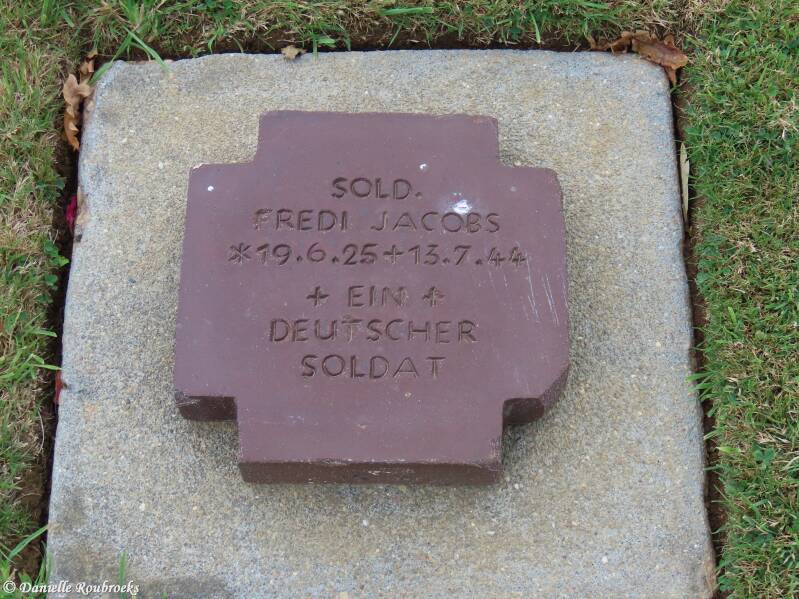 SOLD.
FREDI JACOBS
*19.6.25+13.7.44
+ EIN +
DEUTSCHER
SOLDAT
© Danielle Roubroeks